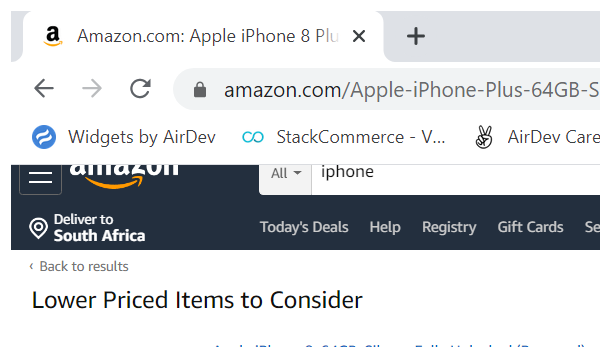 Amazon.com: Apple iPhone 8 Plu
amazon.com/Apple-iPhone-Plus-64GB-S
Widgets by AirDev StackCommerce - V... AirDev Care
amazon All iphone
Deliver to
South Africa Today's Deals Help Registry Gift Cards Se
‹ Back to results
Lower Priced Items to Consider